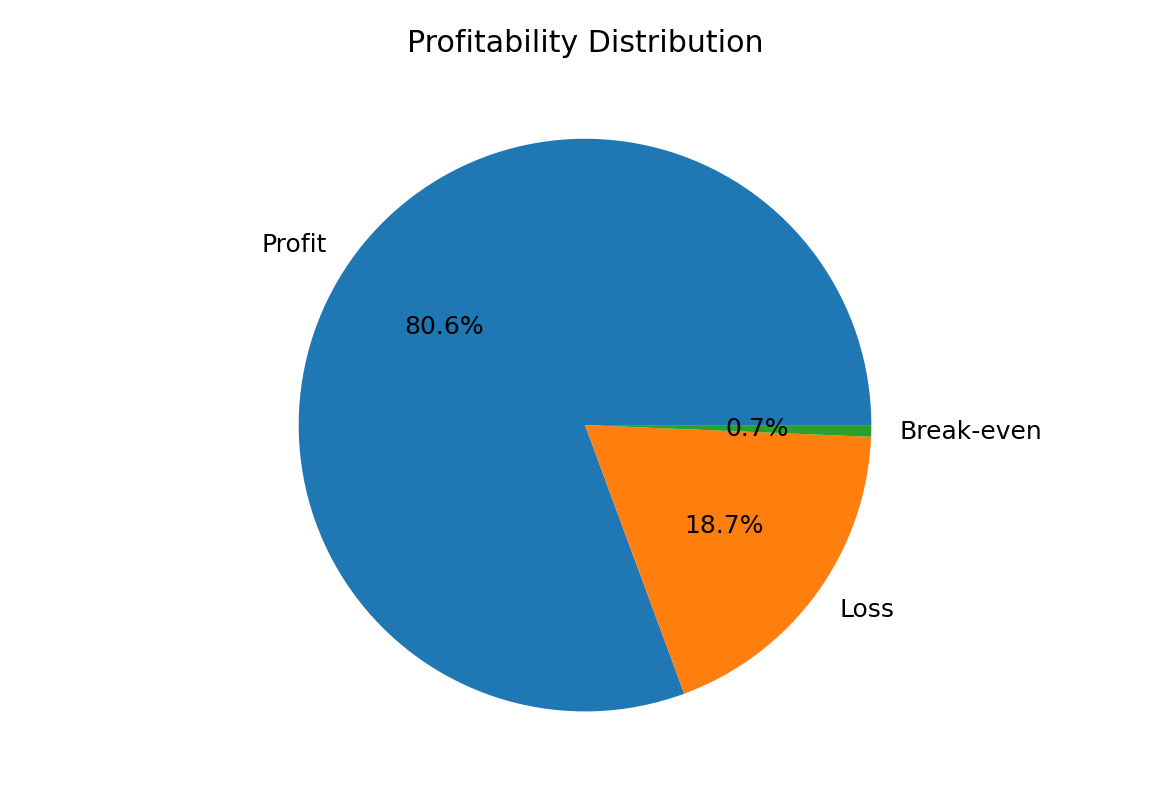 Profitability Distribution
Profit
80.6%
0.7%
Break-even
18.7%
Loss